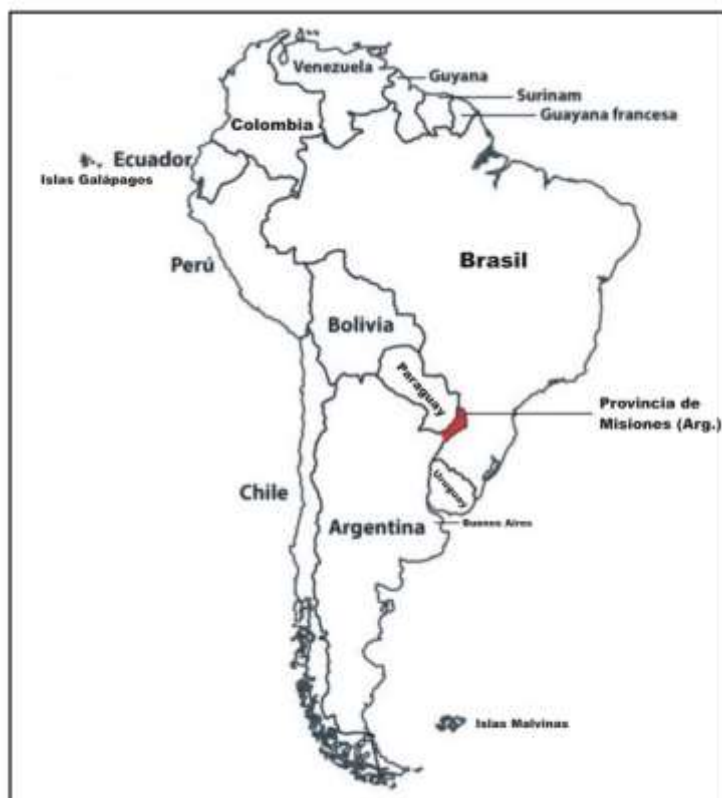 Venezuela
Guyana
Surinam
Guayana francesa
Colombia
Ecuador
Islas Galápagos
Perú
Brasil
Bolivia
Paraguay
Provincia de
Misiones (Arg.)
Uruguay
Chile
Argentina
Buenos Aires
Islas Malvinas